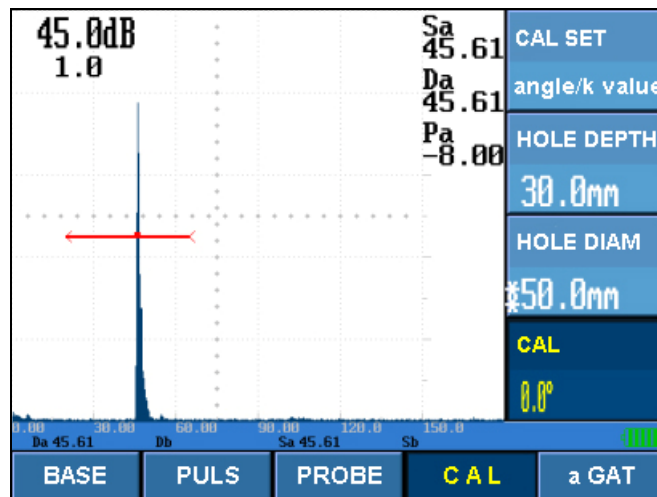 45.0dB
1.0
Sa
45.61
Da
45.61
Pa
-8.00
CAL SET
angle/k value
HOLE DEPTH
30.0mm
HOLE DIAM
50.0mm
CAL
0.0°
0.00 30.00 60.00 90.00 120.0 150.0
Da 45.61 Db Sa 45.61 Sb
BASE PULS PROBE CAL a GAT